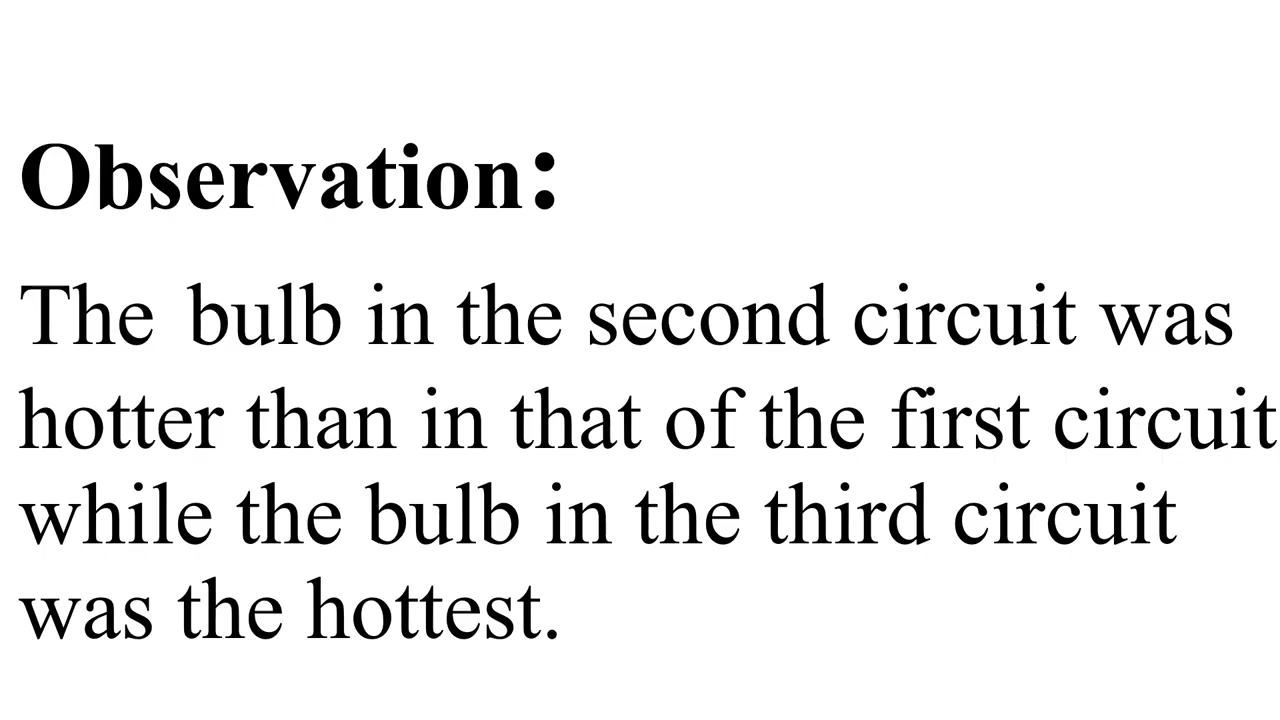 Observation:
The bulb in the second circuit was
hotter than in that of the first circuit
while the bulb in the third circuit
was the hottest.